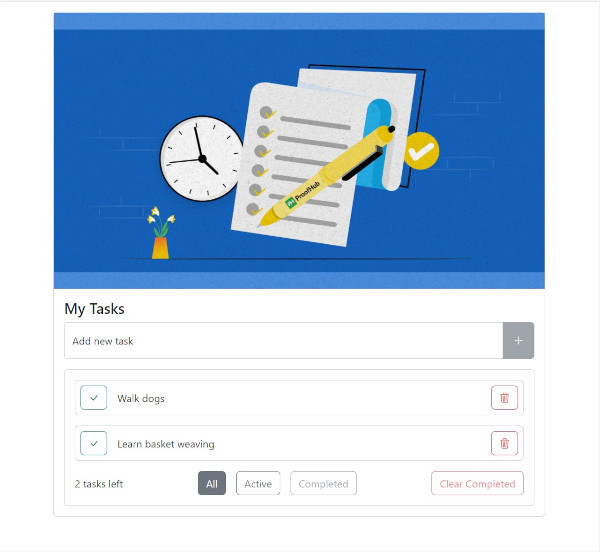 PH ProofHub
My Tasks
Add new task
+
Walk dogs
Learn basket weaving
2 tasks left All Active Completed Clear Completed